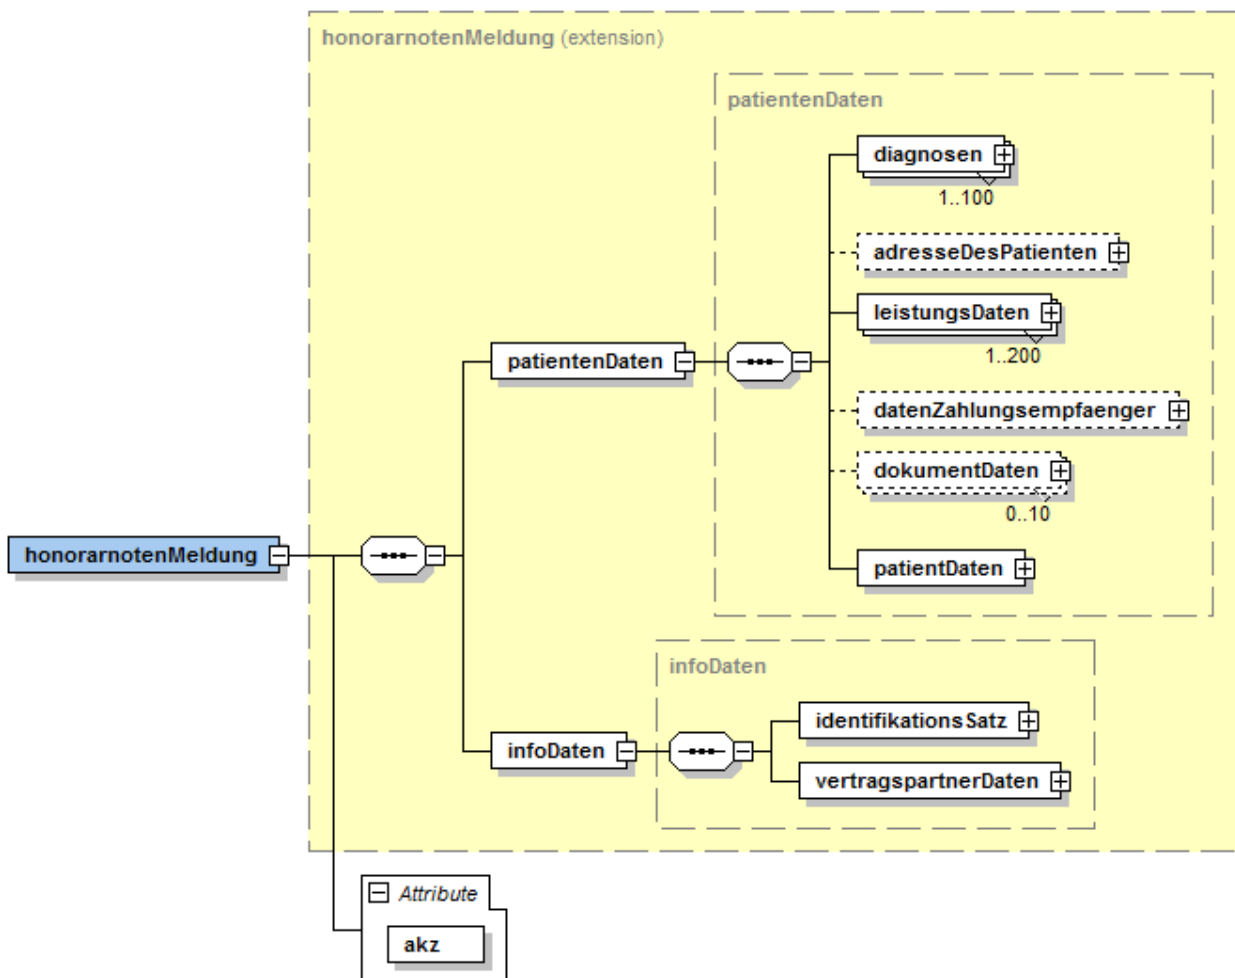 honorarnotenMeldung (extension)
patientenDaten
diagnosen
1..100
adresseDesPatienten
leistungsDaten
1..200
patientenDaten
datenZahlungsempfaenger
dokumentDaten
0..10
honorarnotenMeldung
patientDaten
infoDaten
identifikationsSatz
infoDaten
vertragspartnerDaten
Attribute
akz